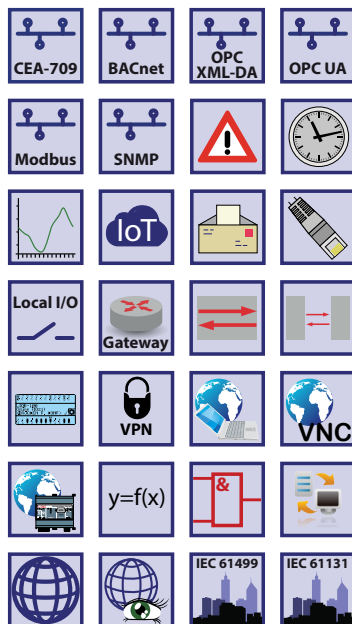 CEA-709
BACnet
OPC
XML-DA
OPC UA
Modbus
SNMP
IoT
Local I/O
Gateway
VPN
VNC
y=f(x)
&
IEC 61499
IEC 61131